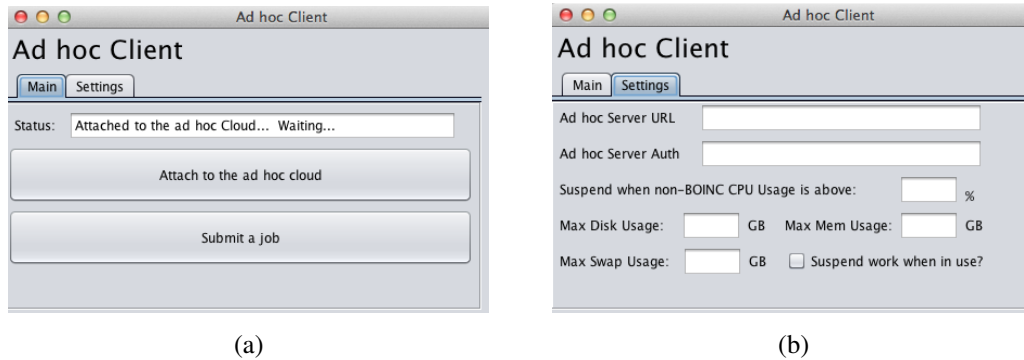 Ad hoc Client
Ad hoc Client
Main Settings
Status: Attached to the ad hoc Cloud... Waiting...
Attach to the ad hoc cloud
Submit a job
(a)
Ad hoc Client
Ad hoc Client
Main Settings
Ad hoc Server URL
Ad hoc Server Auth
Suspend when non-BOINC CPU Usage is above: %
Max Disk Usage: GB Max Mem Usage: GB
Max Swap Usage: GB Suspend work when in use?
(b)